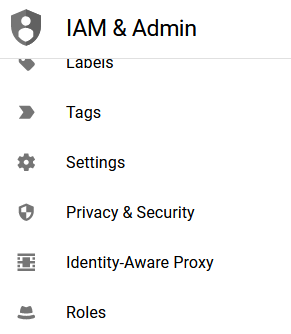 IAM & Admin
Labels
Tags
Settings
Privacy & Security
Identity-Aware Proxy
Roles